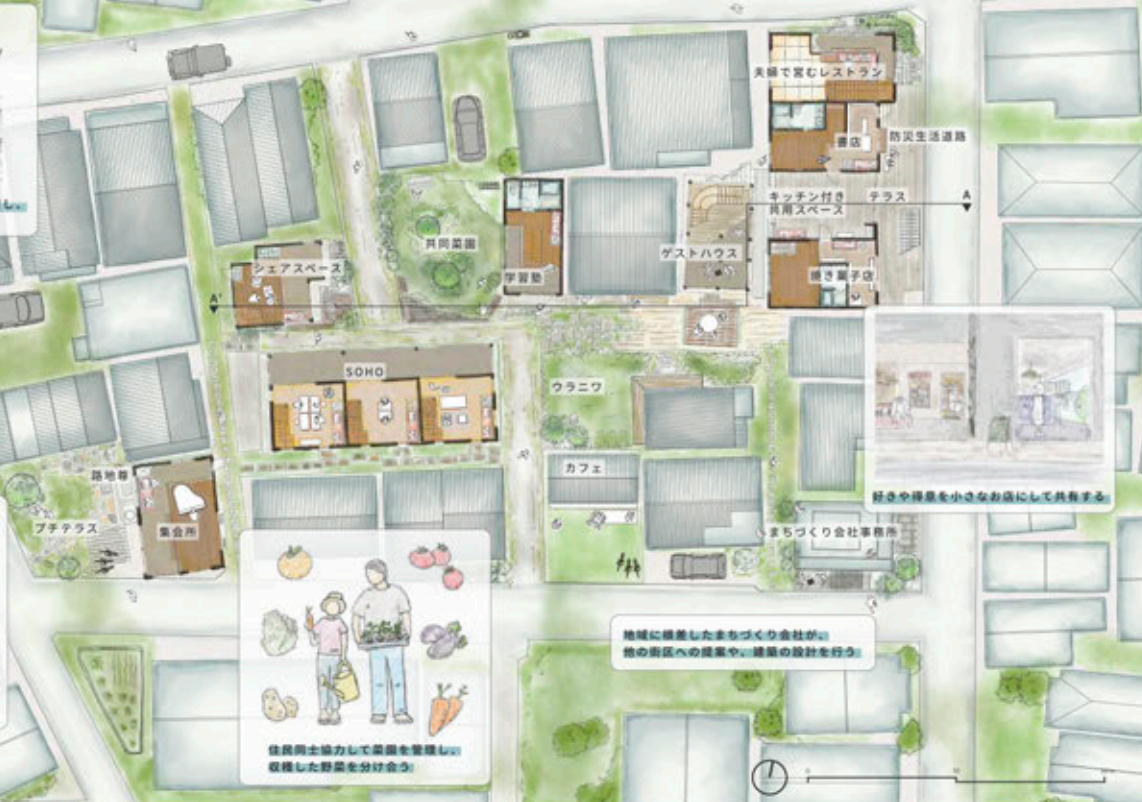 し、
夫婦で営むレストラン
書店
防災生活道路
キッチン付き
共用スペース
テラス
A
共同菜園
ゲストハウス
シェアスペース
学習塾
焼き菓子店
A'
SOHO
ウラニワ
カフェ
路地尊
プチテラス
集会所
まちづくり会社事務所
好きや得意を小さなお店にして共有する
地域に根差したまちづくり会社が、
他の街区への提案や、建築の設計を行う
住民同士協力して菜園を管理し、
収穫した野菜を分け合う
0